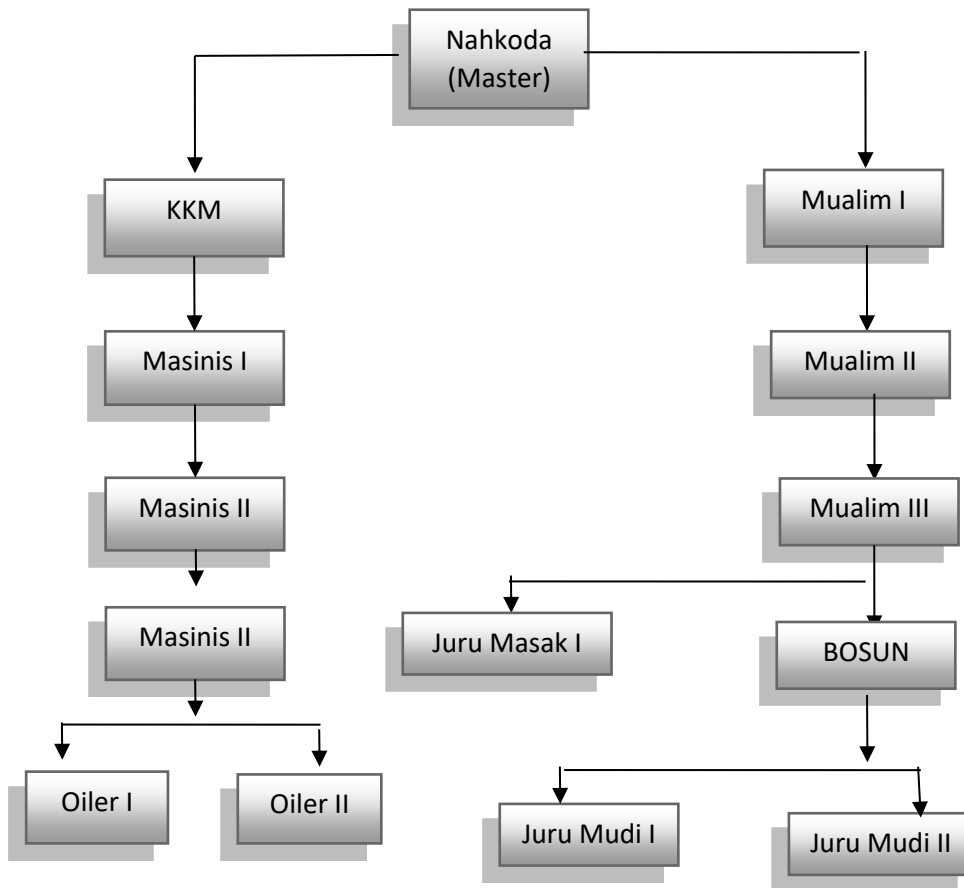 Nahkoda
(Master)
KKM
Mualim I
Masinis I
Mualim II
Masinis II
Mualim III
Masinis II
Juru Masak I
BOSUN
Oiler I
Oiler II
Juru Mudi I
Juru Mudi II